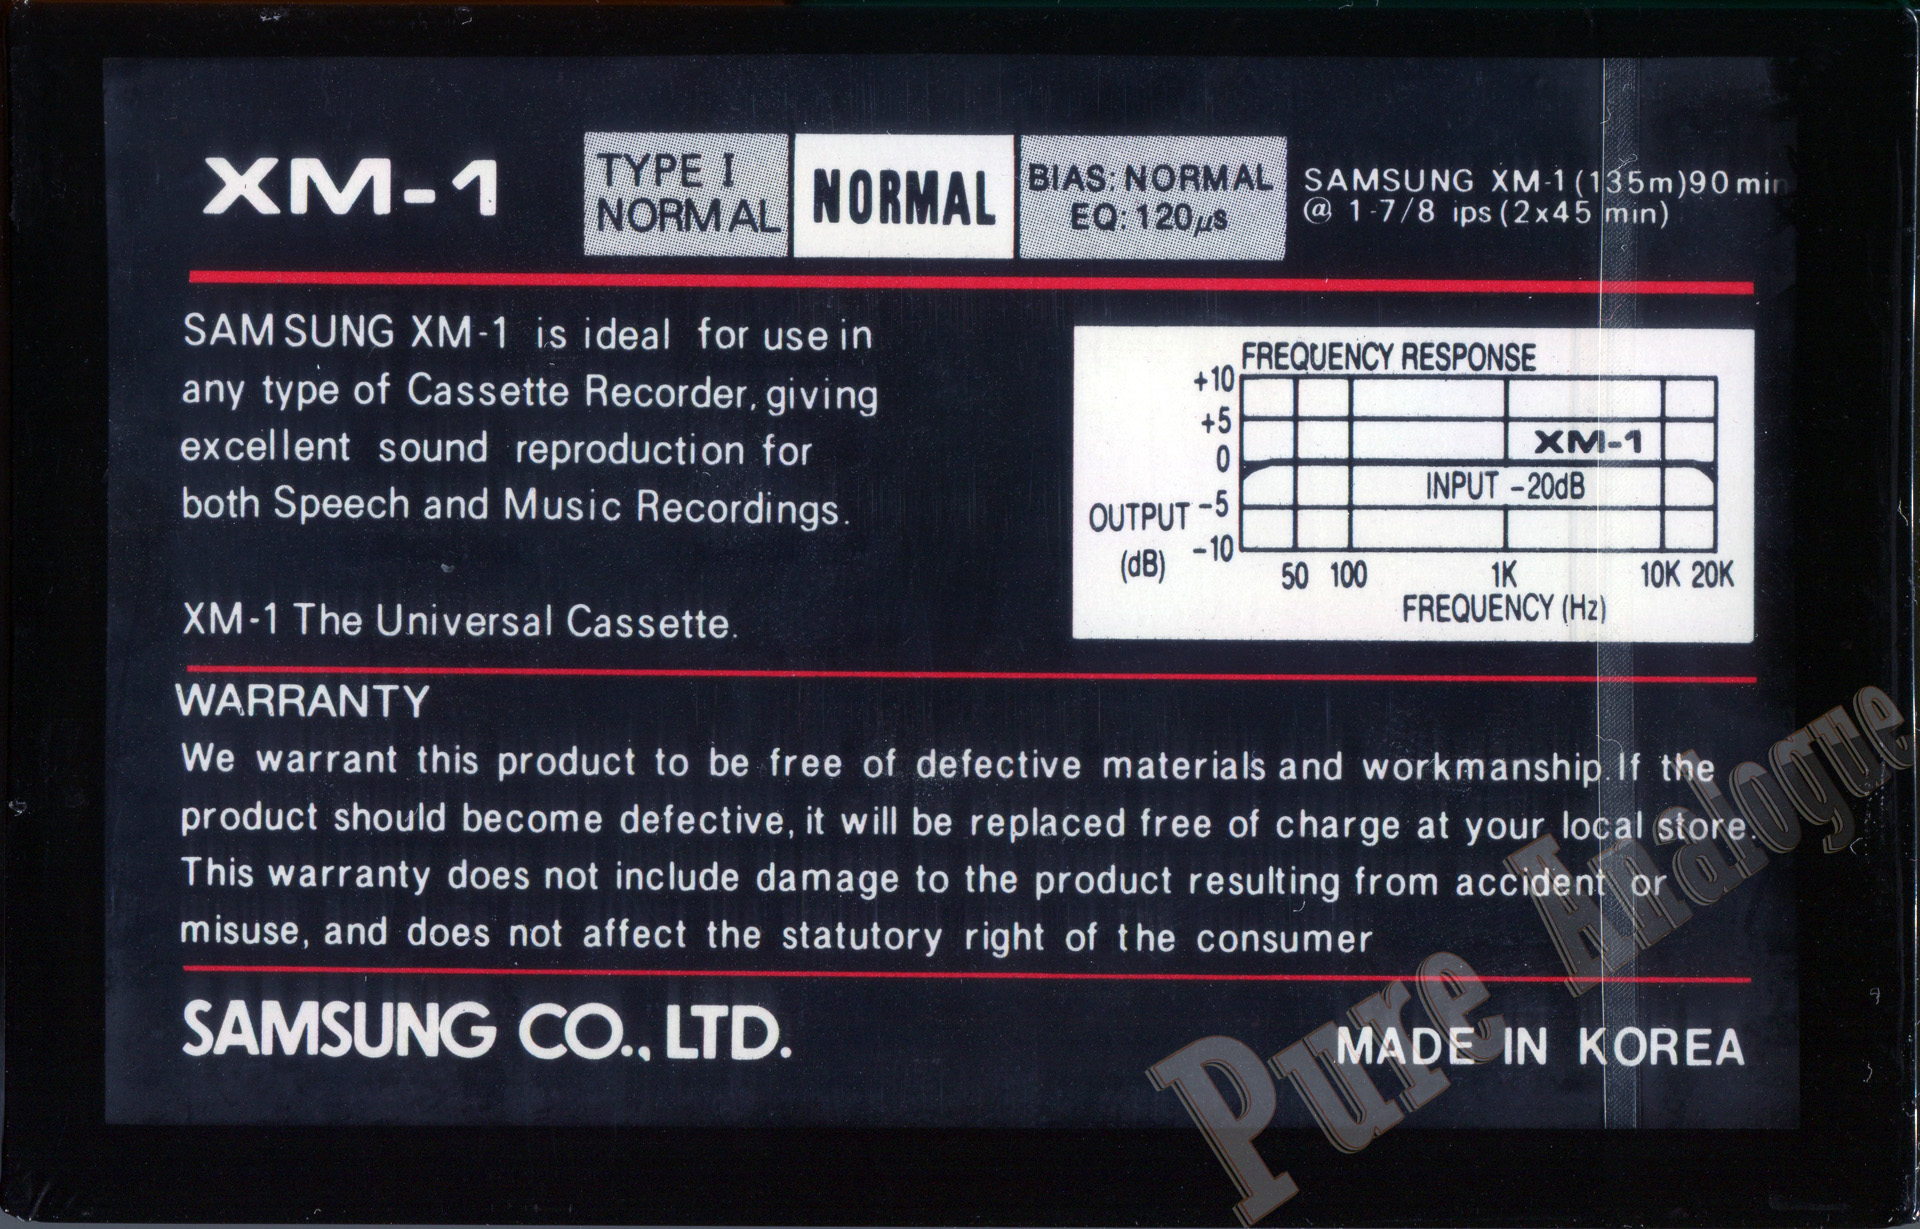 XM-1
TYPE I
NORMAL
NORMAL
BIAS: NORMAL
EQ: 120μs
SAMSUNG XM-1 (135m) 90 min
@ 1-7/8 ips (2x45 min)
SAMSUNG XM-1 is ideal for use in
any type of Cassette Recorder, giving
excellent sound reproduction for
both Speech and Music Recordings.
XM-1 The Universal Cassette.
FREQUENCY RESPONSE
+10
+5
0
-5
-10
OUTPUT
(dB)
XM-1
INPUT -20dB
50 100 1K 10K 20K
FREQUENCY (Hz)
WARRANTY
We warrant this product to be free of defective materials and workmanship. If the
product should become defective, it will be replaced free of charge at your local store.
This warranty does not include damage to the product resulting from accident or
misuse, and does not affect the statutory right of the consumer
SAMSUNG CO., LTD.
MADE IN KOREA
Pure Analogue